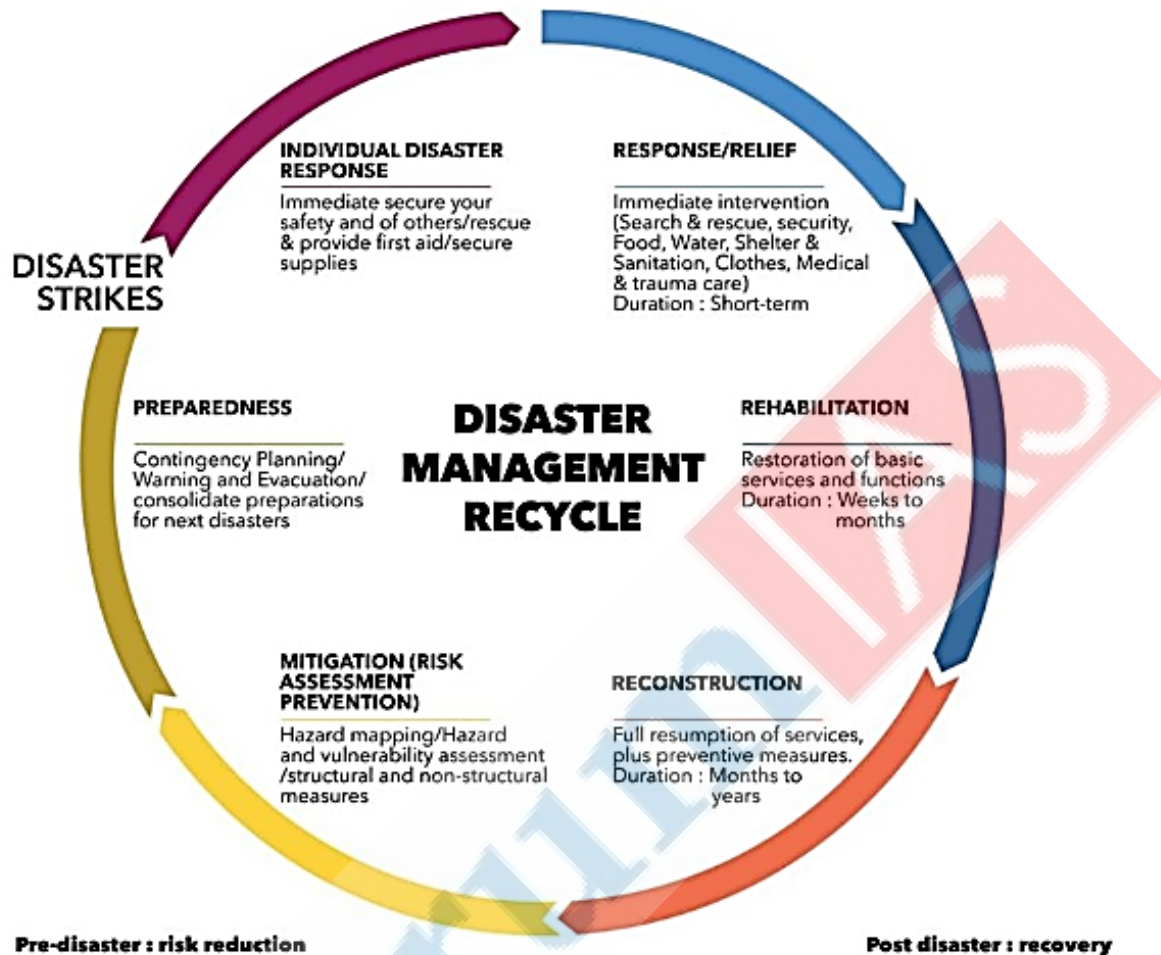 INDIVIDUAL DISASTER
RESPONSE
Immediate secure your
safety and of others/rescue
& provide first aid/secure
supplies
RESPONSE/RELIEF
Immediate intervention
(Search & rescue, security,
Food, Water, Shelter &
Sanitation, Clothes, Medical
& trauma care)
Duration : Short-term
DISASTER
STRIKES
PREPAREDNESS
Contingency Planning/
Warning and Evacuation/
consolidate preparations
for next disasters
DISASTER
MANAGEMENT
RECYCLE
REHABILITATION
Restoration of basic
services and functions
Duration : Weeks to
months
MITIGATION (RISK
ASSESSMENT
PREVENTION)
Hazard mapping/Hazard
and vulnerability assessment
/structural and non-structural
measures
RECONSTRUCTION
Full resumption of services,
plus preventive measures.
Duration : Months to
years
Pre-disaster : risk reduction
Post disaster : recovery
rum IAS